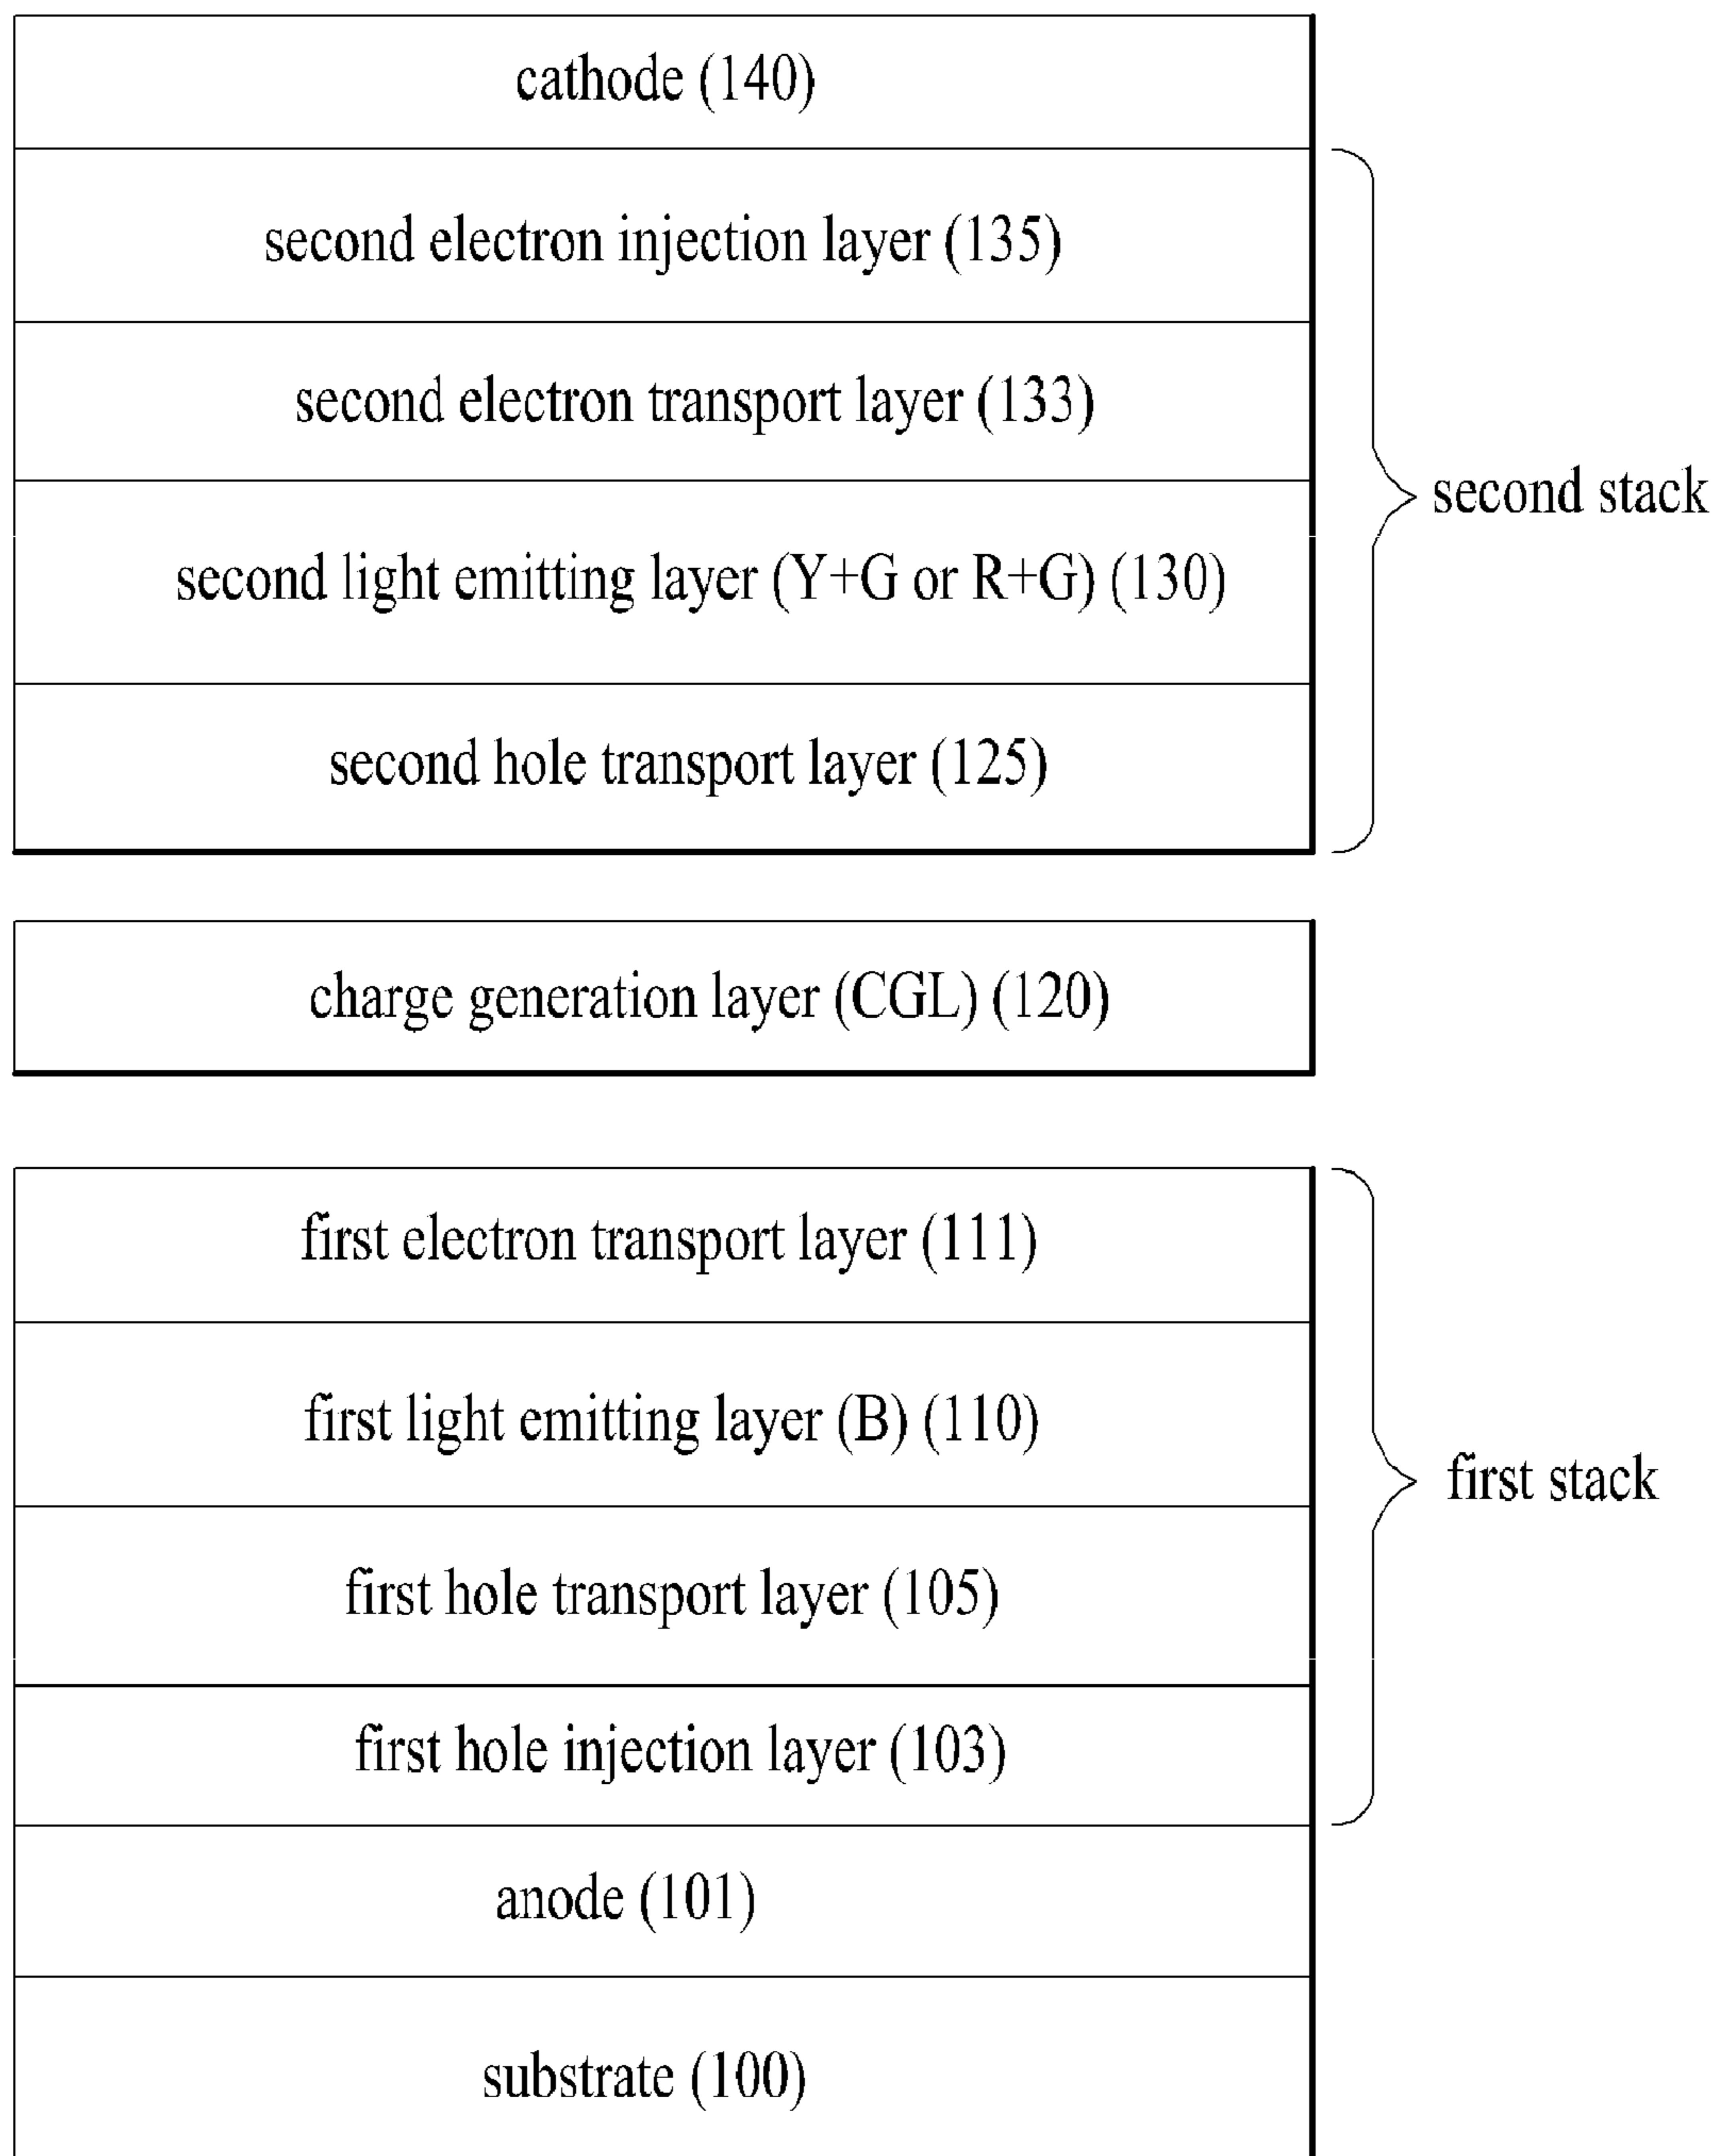 cathode (140)
second electron injection layer (135)
second electron transport layer (133)
second stack
second light emitting layer (Y+G or R+G) (130)
second hole transport layer (125)
charge generation layer (CGL) (120)
first electron transport layer (111)
first light emitting layer (B) (110)
first stack
first hole transport layer (105)
first hole injection layer (103)
anode (101)
substrate (100)